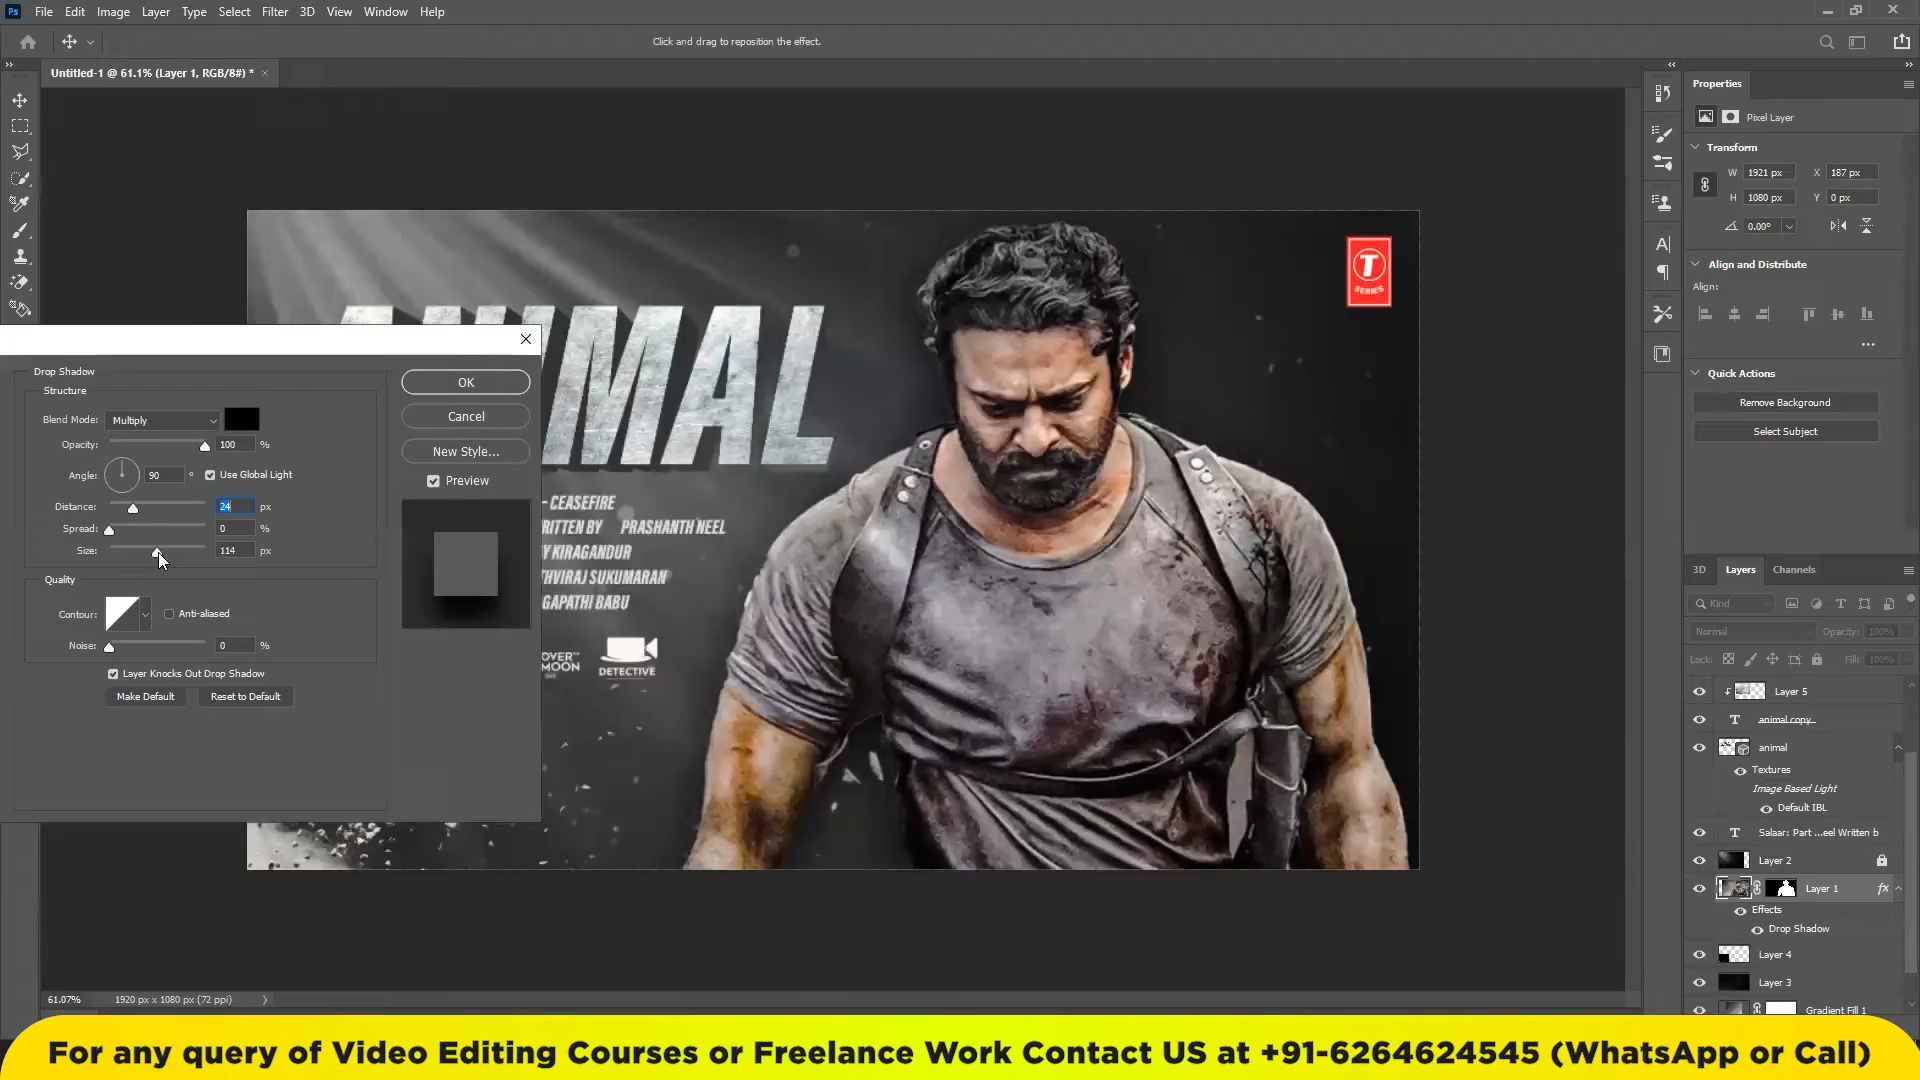 Ps File Edit Image Layer Type Select Filter 3D View Window Help
Click and drag to reposition the effect.
Untitled-1 @ 61.1% (Layer 1, RGB/8#) *
Drop Shadow
Structure
Blend Mode: Multiply
Opacity: 100 %
Angle: 90 ° Use Global Light
Distance: 24 px
Spread: 0 %
Size: 114 px
Quality
Contour: Anti-aliased
Noise: 0 %
Layer Knocks Out Drop Shadow
Make Default Reset to Default
OK
Cancel
New Style...
Preview
MAL
T
SERIES
- CEASEFIRE
RITTEN BY PRASHANTH NEEL
Y KIRAGANDUR
THVIRAJ SUKUMARAN
GAPATHI BABU
OVER™
MOON
DETECTIVE
Properties
Pixel Layer
Transform
W 1921 px X 187 px
H 1080 px Y 0 px
0.00°
Align and Distribute
Align:
Quick Actions
Remove Background
Select Subject
3D Layers Channels
Kind
Normal Opacity: 100%
Lock: Fill: 100%
Layer 5
animal copy
animal
Textures
Image Based Light
Default IBL
Salaar: Part ...eel Written b
Layer 2
Layer 1 fx
Effects
Drop Shadow
Layer 4
Layer 3
Gradient Fill 1
61.07% 1920 px x 1080 px (72 ppi)
For any query of Video Editing Courses or Freelance Work Contact US at +91-6264624545 (WhatsApp or Call)